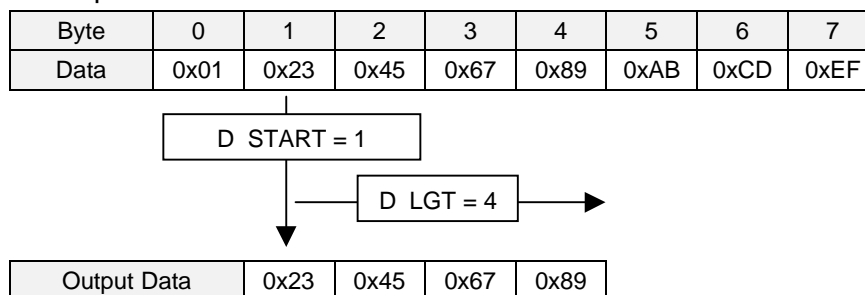 Byte 0 1 2 3 4 5 6 7
Data 0x01 0x23 0x45 0x67 0x89 0xAB 0xCD 0xEF
D START = 1
D LGT = 4
Output Data 0x23 0x45 0x67 0x89